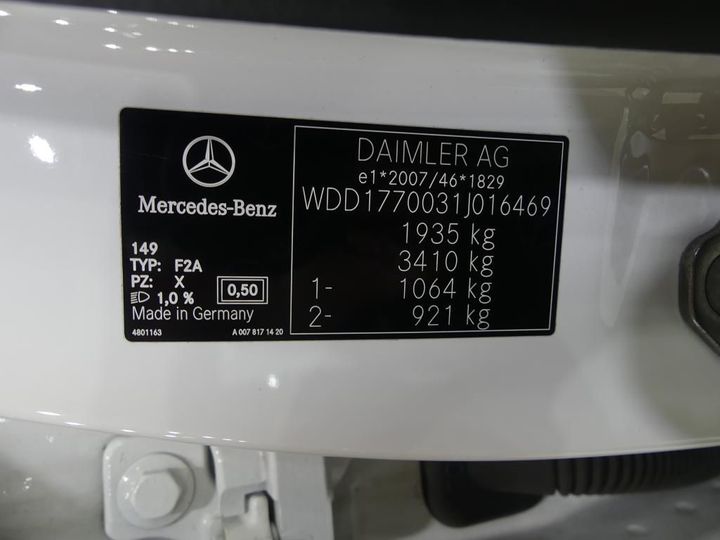 Mercedes-Benz
149
TYP: F2A
PZ: X
1,0 %
0,50
Made in Germany
4801163
A 007 817 14 20
DAIMLER AG
e1*2007/46*1829
WDD1770031J016469
1935 kg
3410 kg
1- 1064 kg
2- 921 kg